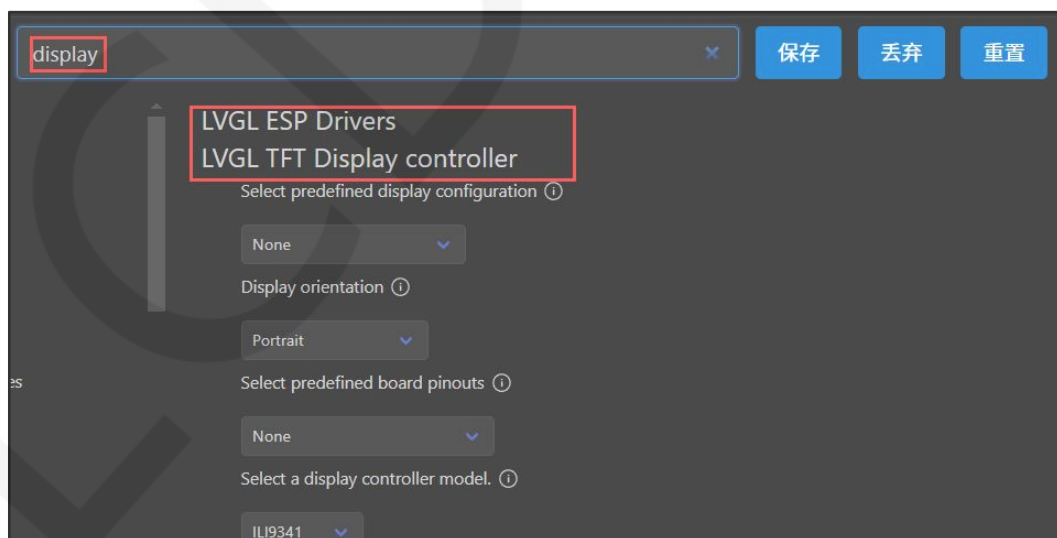 display
保存 丢弃 重置
LVGL ESP Drivers
LVGL TFT Display controller
Select predefined display configuration
None
Display orientation
Portrait
es
Select predefined board pinouts
None
Select a display controller model.
ILI9341